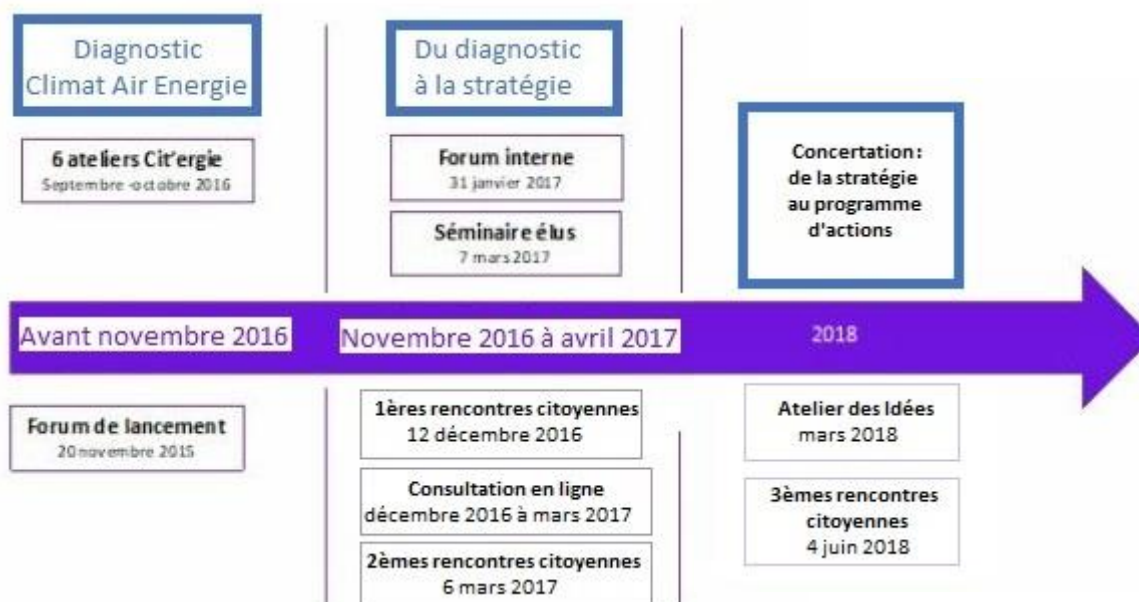 Diagnostic
Climat Air Energie
Du diagnostic
à la stratégie
6 ateliers Cit'ergie
Septembre -octobre 2016
Forum interne
31 janvier 2017
Séminaire élus
7 mars 2017
Concertation :
de la stratégie
au programme
d'actions
Avant novembre 2016
Novembre 2016 à avril 2017
2018
Forum de lancement
20 novembre 2015
1ères rencontres citoyennes
12 décembre 2016
Consultation en ligne
décembre 2016 à mars 2017
2èmes rencontres citoyennes
6 mars 2017
Atelier des Idées
mars 2018
3èmes rencontres
citoyennes
4 juin 2018